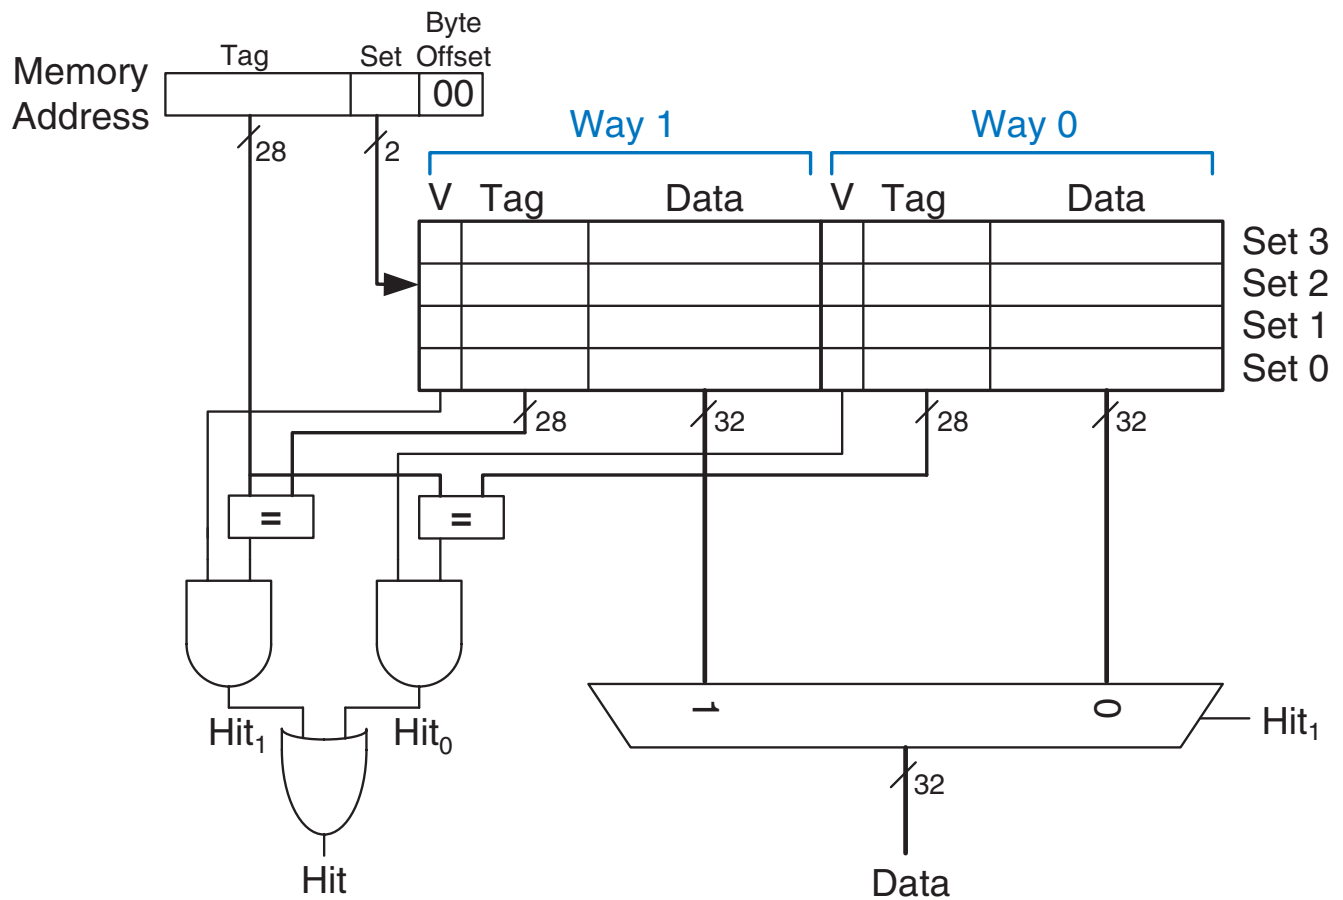 Byte
Tag Set Offset
Memory Address
00
28 2
Way 1 Way 0
V Tag Data V Tag Data
Set 3
Set 2
Set 1
Set 0
28 32 28 32
= =
1 0
Hit1 Hit0 Hit1
32
Hit Data